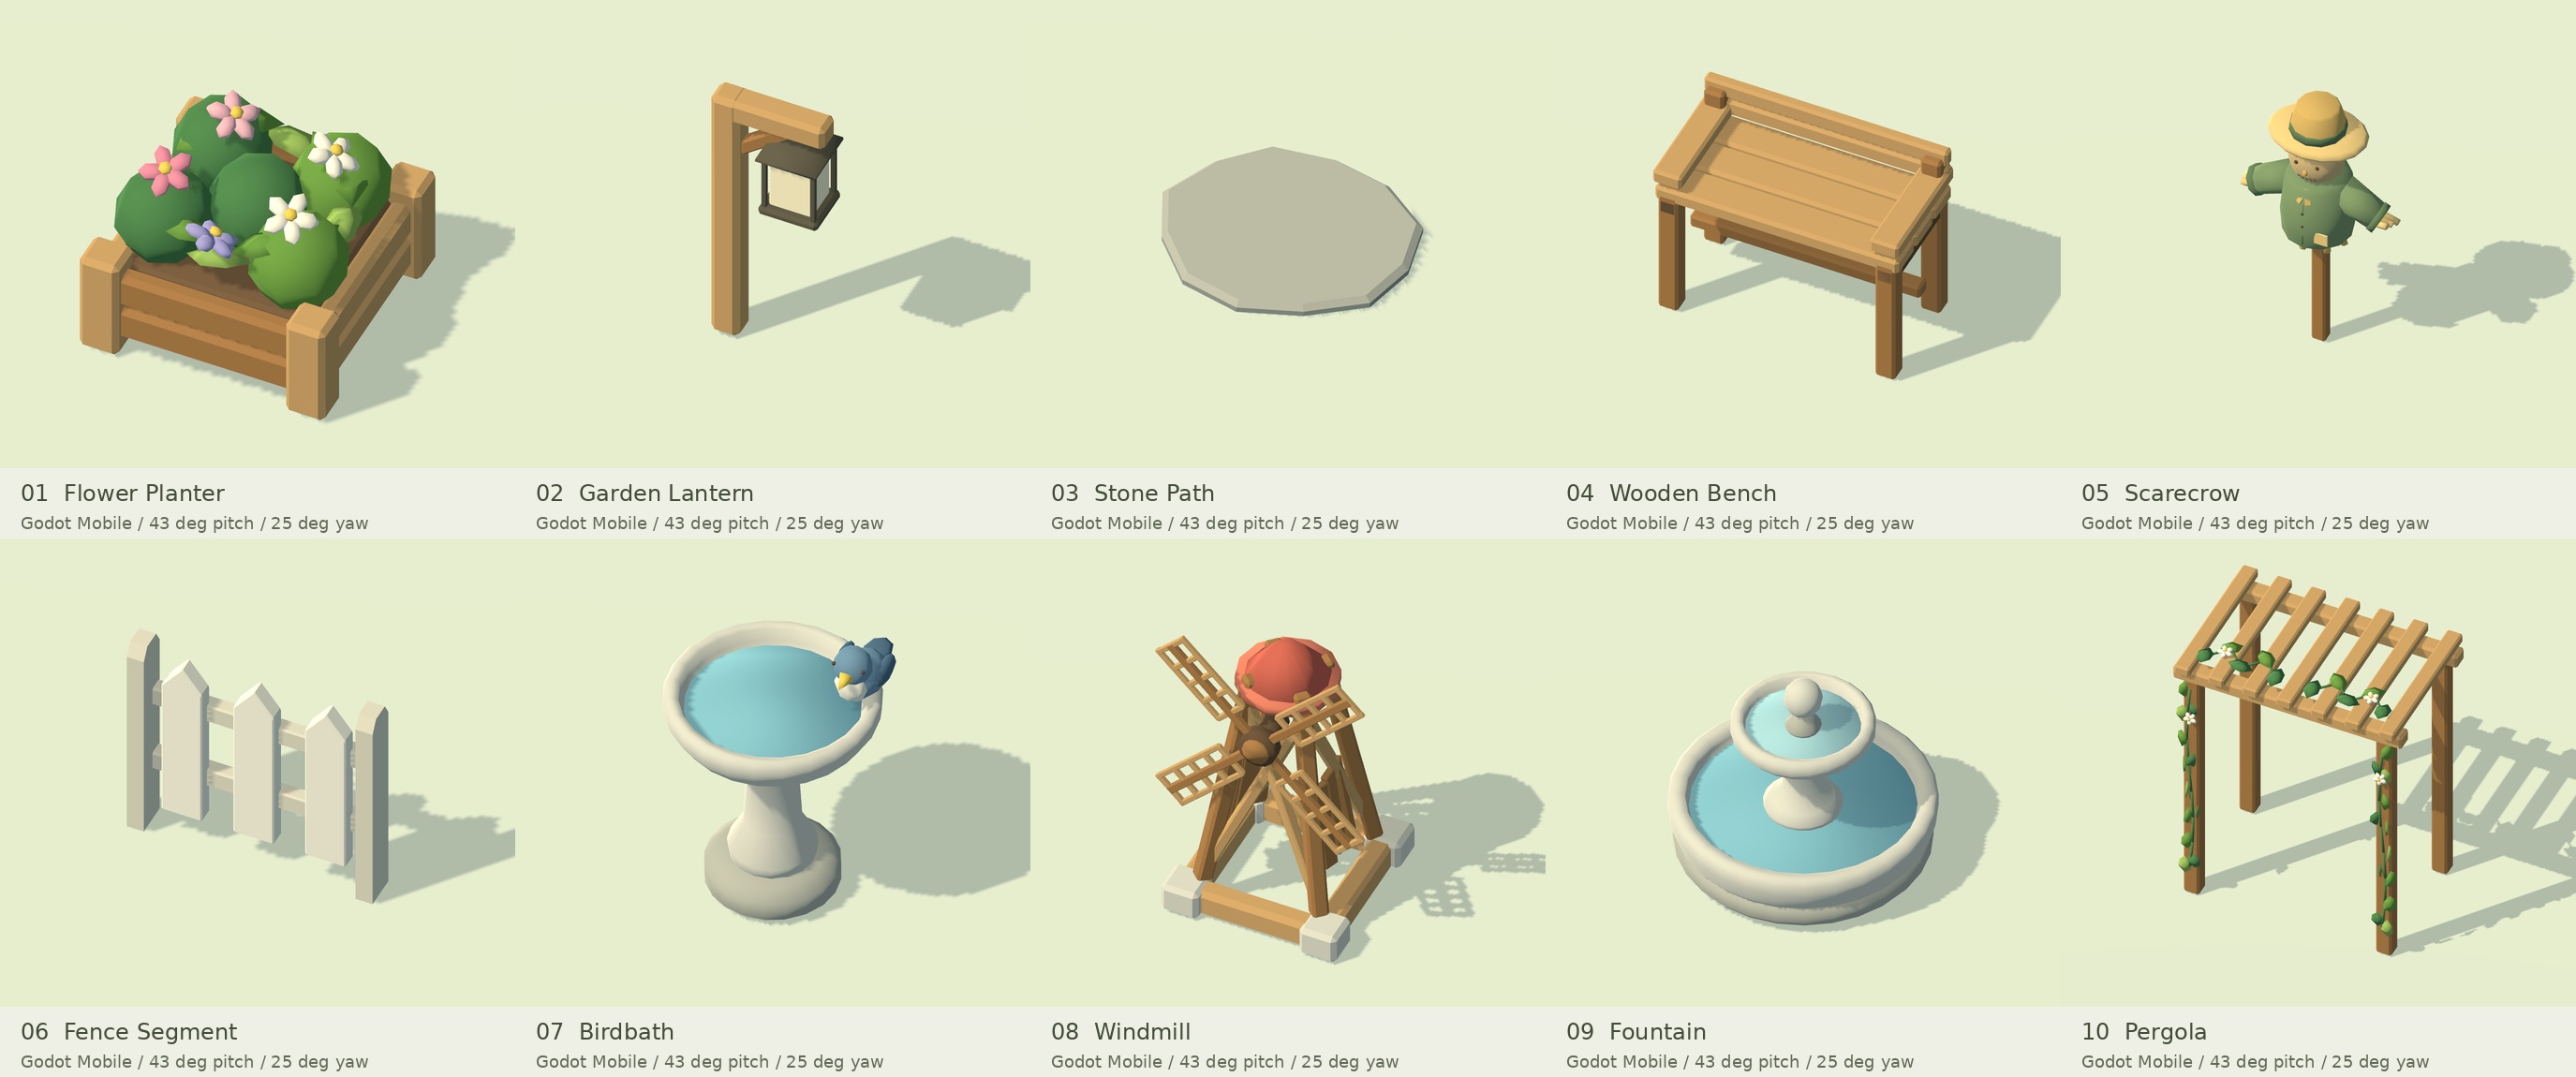 01 Flower Planter
Godot Mobile / 43 deg pitch / 25 deg yaw
02 Garden Lantern
Godot Mobile / 43 deg pitch / 25 deg yaw
03 Stone Path
Godot Mobile / 43 deg pitch / 25 deg yaw
04 Wooden Bench
Godot Mobile / 43 deg pitch / 25 deg yaw
05 Scarecrow
Godot Mobile / 43 deg pitch / 25 deg yaw
06 Fence Segment
Godot Mobile / 43 deg pitch / 25 deg yaw
07 Birdbath
Godot Mobile / 43 deg pitch / 25 deg yaw
08 Windmill
Godot Mobile / 43 deg pitch / 25 deg yaw
09 Fountain
Godot Mobile / 43 deg pitch / 25 deg yaw
10 Pergola
Godot Mobile / 43 deg pitch / 25 deg yaw